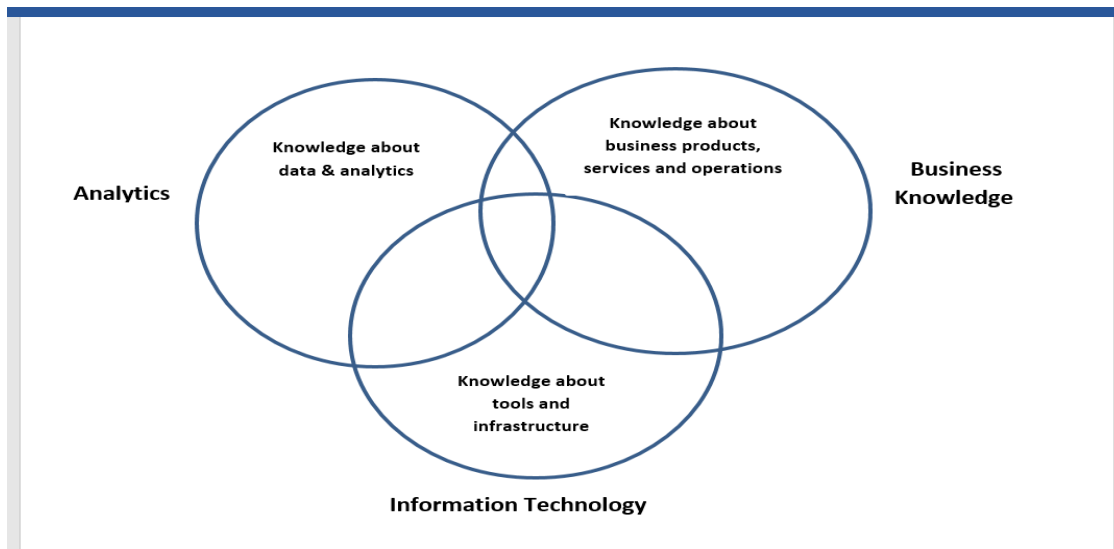 Knowledge about
data & analytics
Knowledge about
business products,
services and operations
Analytics
Business
Knowledge
Knowledge about
tools and
infrastructure
Information Technology